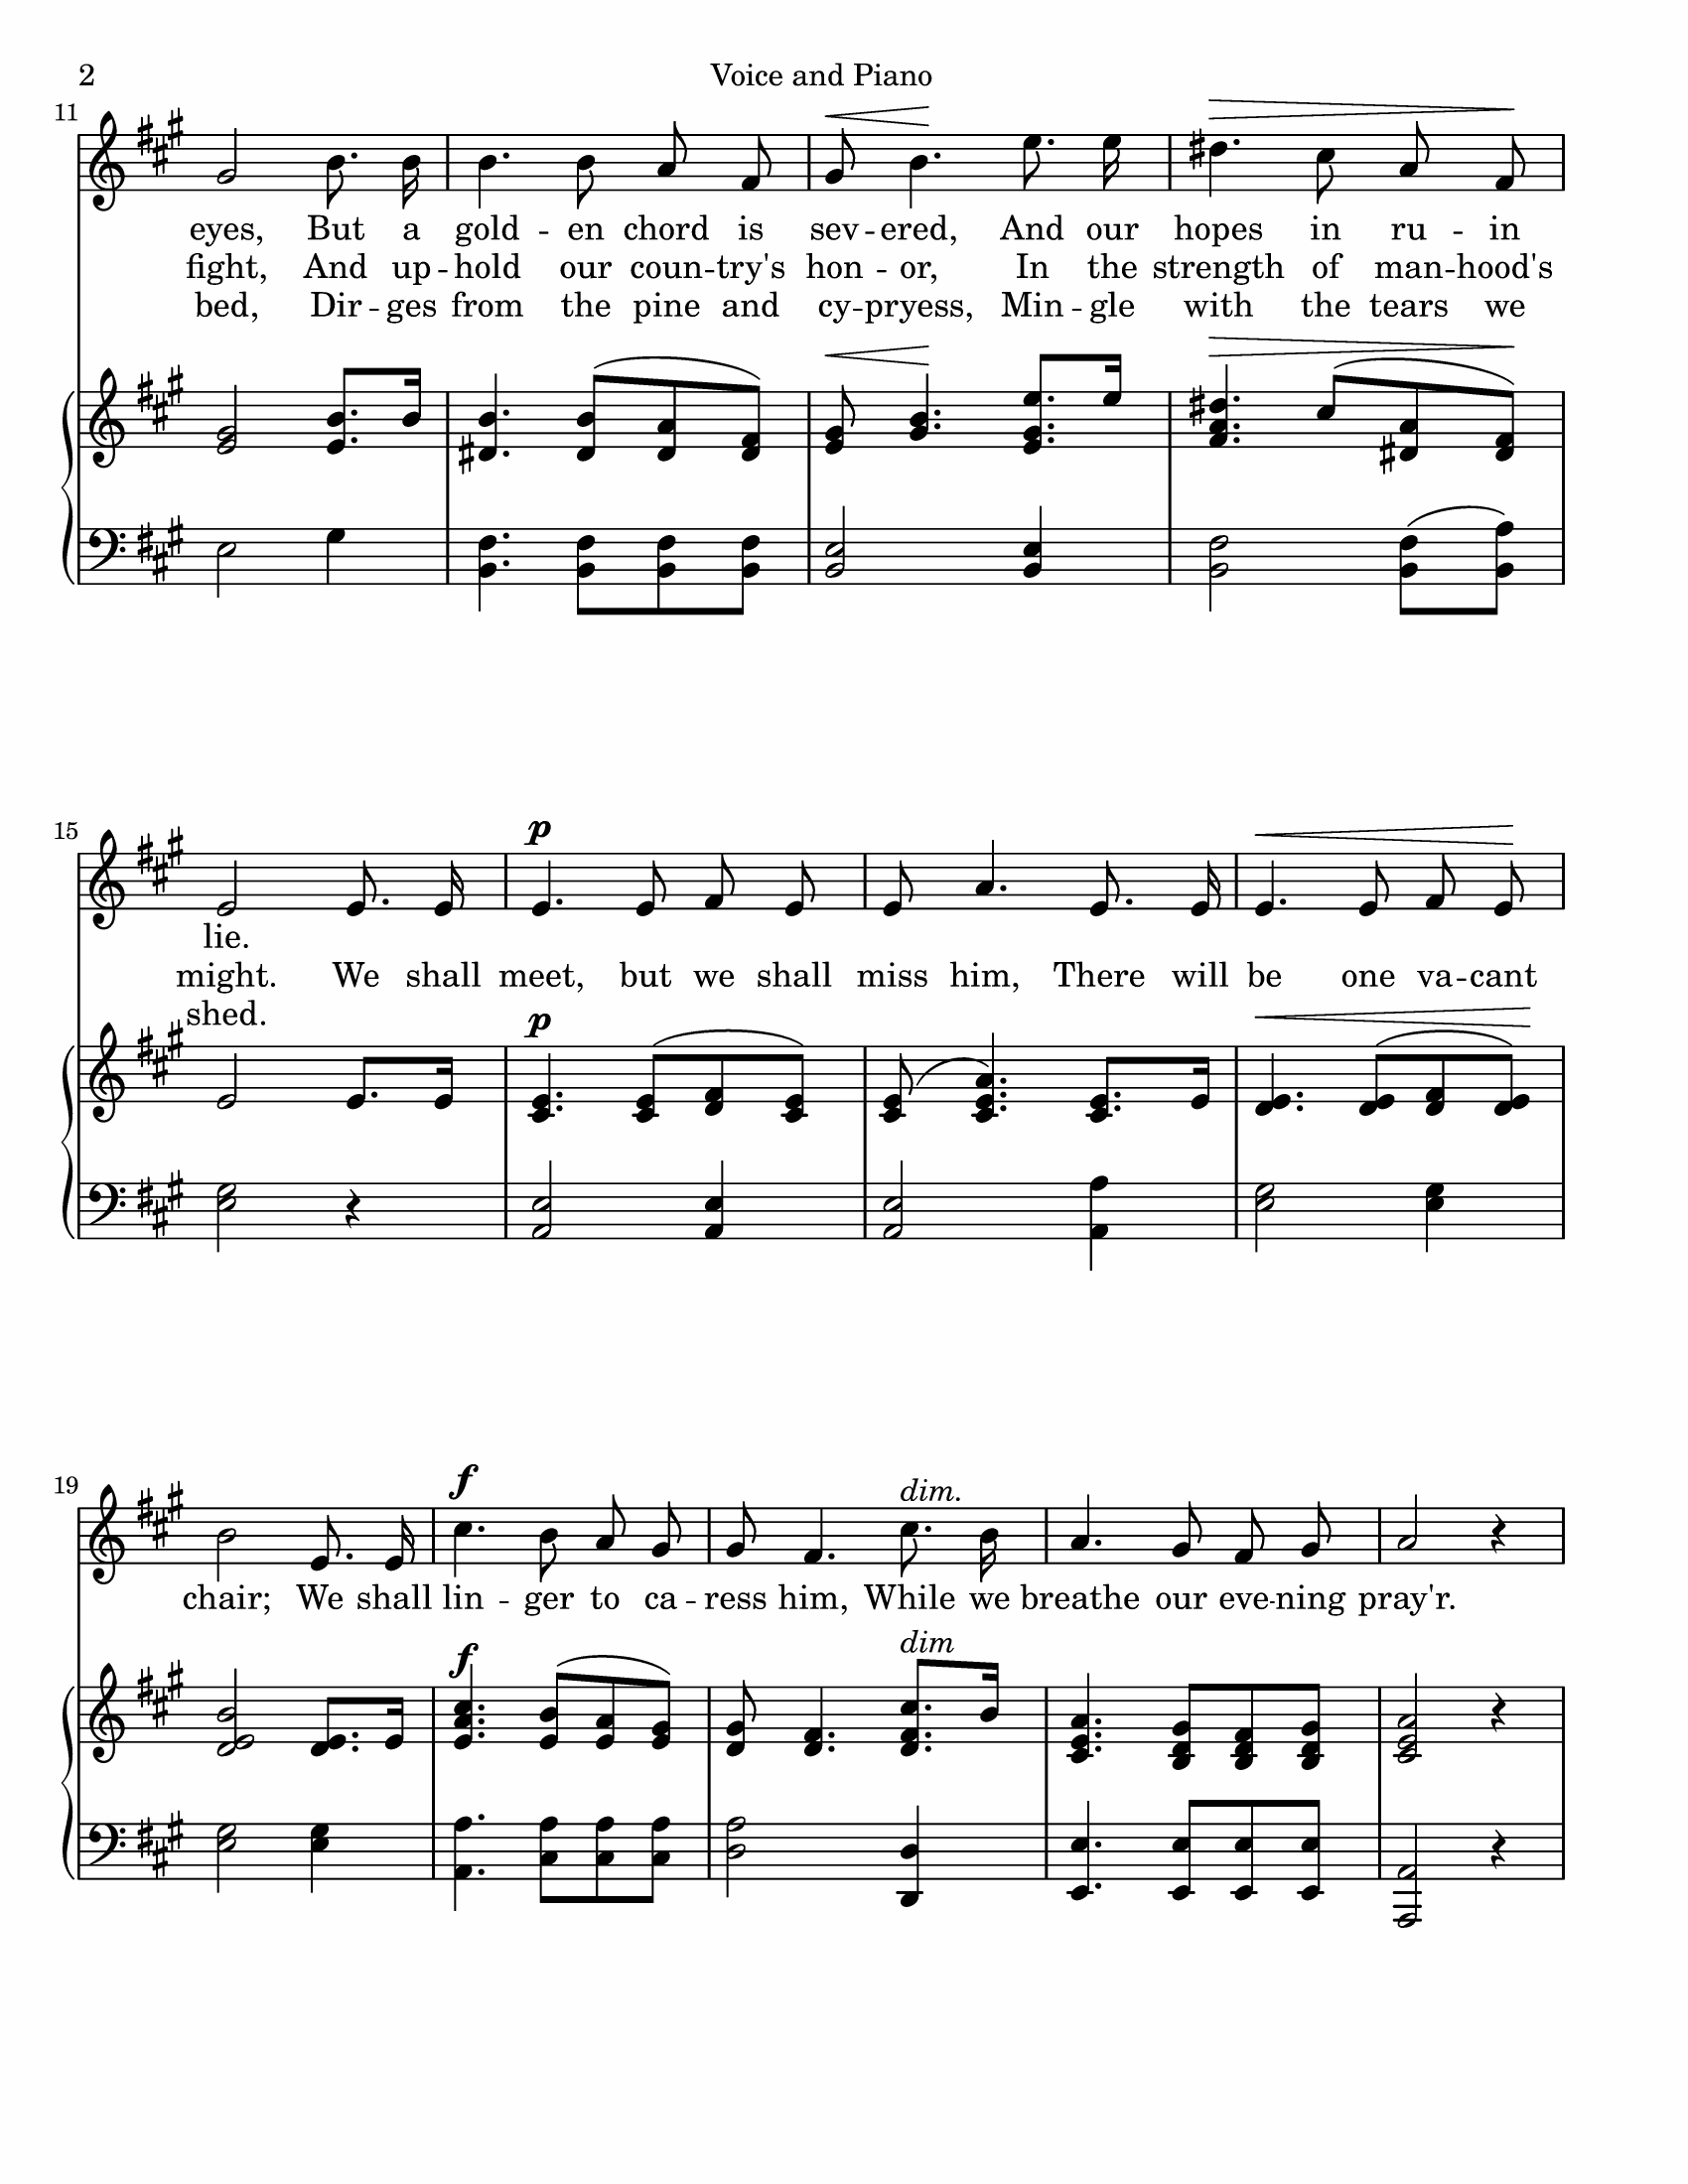 2
Voice and Piano
11
eyes, But a gold -- en chord is sev -- ered, And our hopes in ru -- in
fight, And up -- hold our coun -- try's hon -- or, In the strength of man -- hood's
bed, Dir -- ges from the pine and cy -- pryess, Min -- gle with the tears we
15
p
lie.
might. We shall meet, but we shall miss him, There will be one va -- cant
shed.
p
19
f
dim.
chair; We shall lin -- ger to ca -- ress him, While we breathe our eve -- ning pray'r.
f
dim